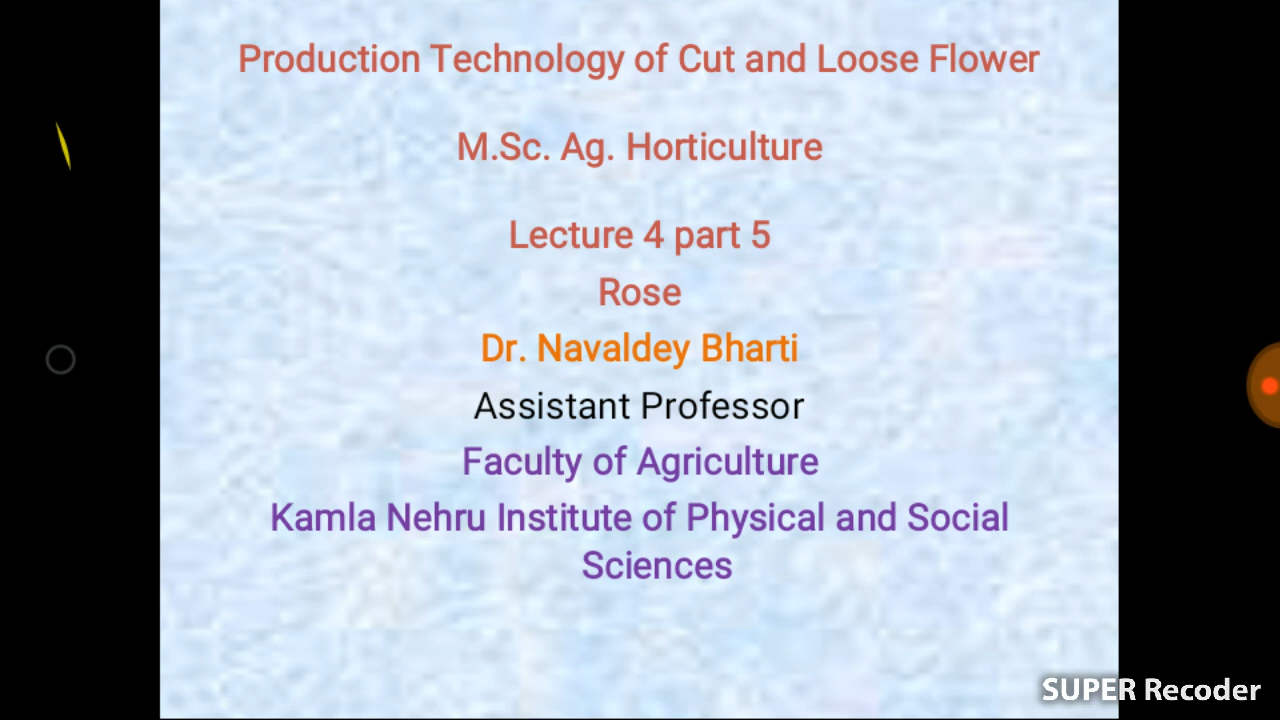 Production Technology of Cut and Loose Flower
M.Sc. Ag. Horticulture
Lecture 4 part 5
Rose
Dr. Navaldey Bharti
Assistant Professor
Faculty of Agriculture
Kamla Nehru Institute of Physical and Social
Sciences
SUPER Recoder